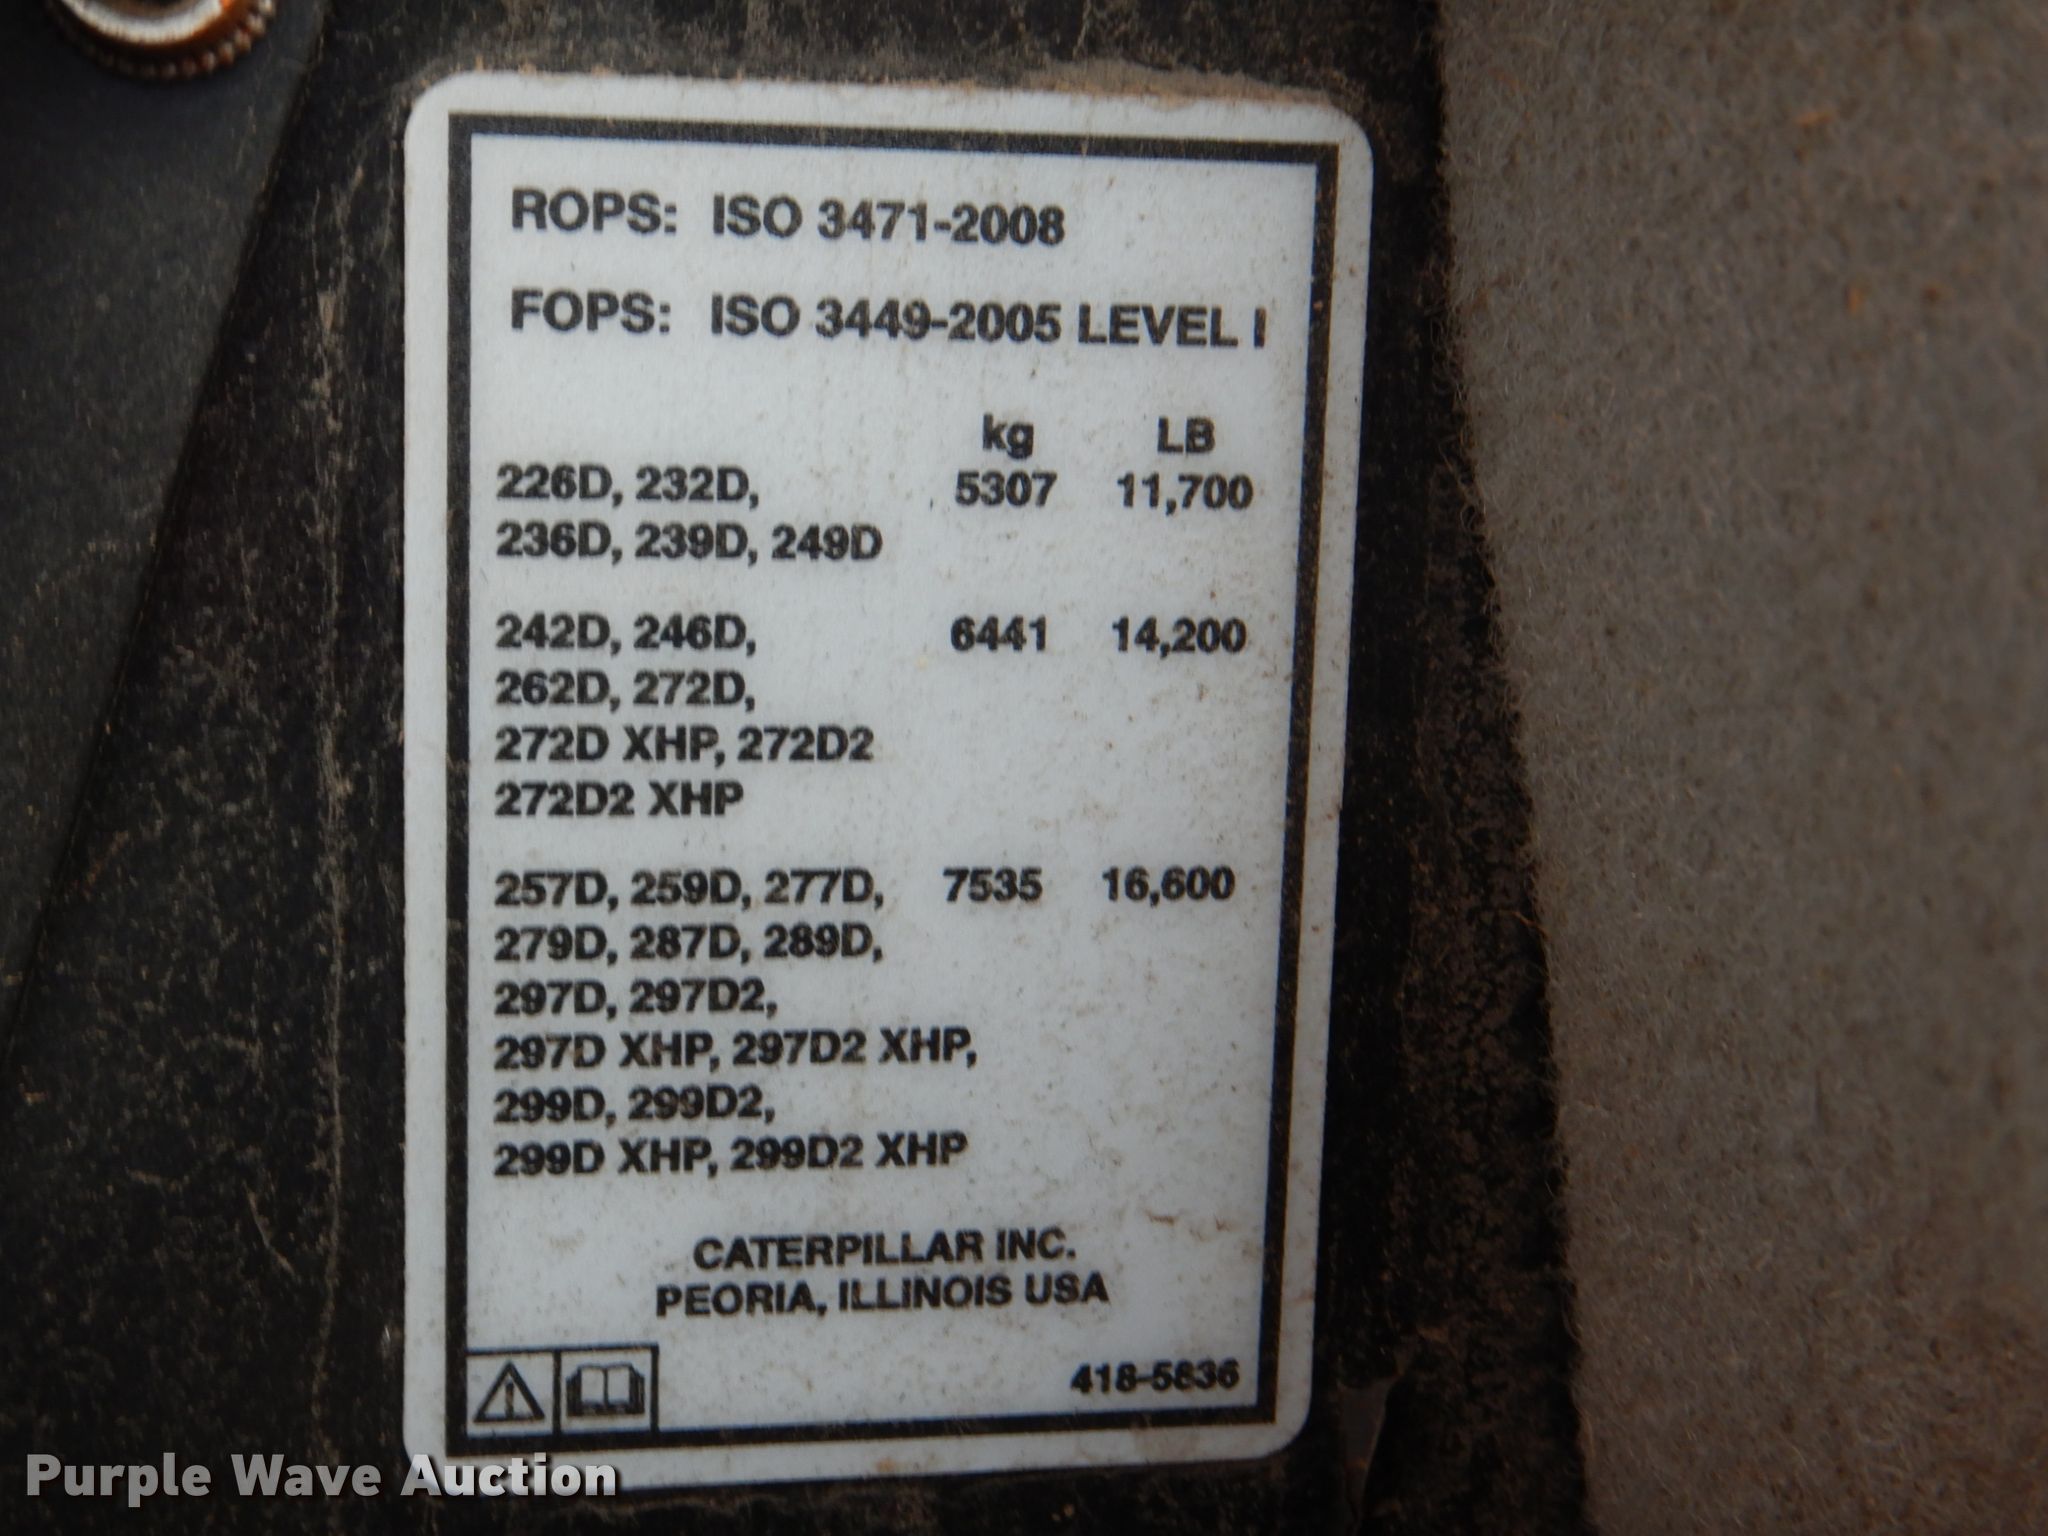 ROPS: ISO 3471-2008
FOPS: ISO 3449-2005 LEVEL I
kg LB
226D, 232D, 5307 11,700
236D, 239D, 249D
242D, 246D, 6441 14,200
262D, 272D,
272D XHP, 272D2
272D2 XHP
257D, 259D, 277D, 7535 16,600
279D, 287D, 289D,
297D, 297D2,
297D XHP, 297D2 XHP,
299D, 299D2,
299D XHP, 299D2 XHP
CATERPILLAR INC.
PEORIA, ILLINOIS USA
418-5836
Purple Wave Auction